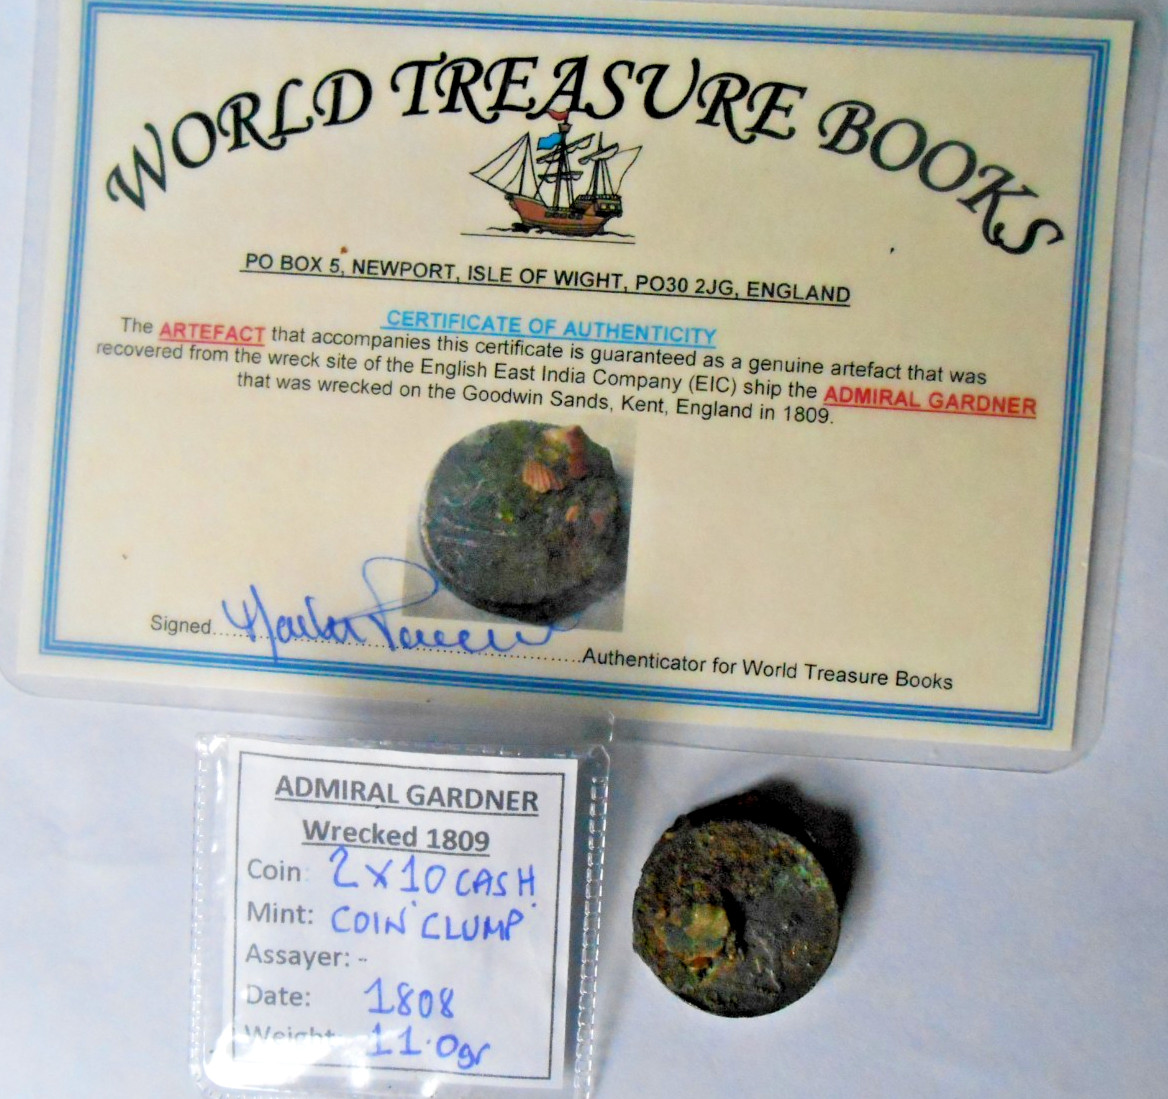 WORLD TREASURE BOOKS
PO BOX 5, NEWPORT, ISLE OF WIGHT, PO30 2JG, ENGLAND
CERTIFICATE OF AUTHENTICITY
The ARTEFACT that accompanies this certificate is guaranteed as a genuine artefact that was
recovered from the wreck site of the English East India Company (EIC) ship the ADMIRAL GARDNER
that was wrecked on the Goodwin Sands, Kent, England in 1809.
Signed.......................................Authenticator for World Treasure Books
ADMIRAL GARDNER
Wrecked 1809
Coin: 2 X 10 CASH
Mint: COIN CLUMP
Assayer: -
Date: 1808
Weight: 11.0gr